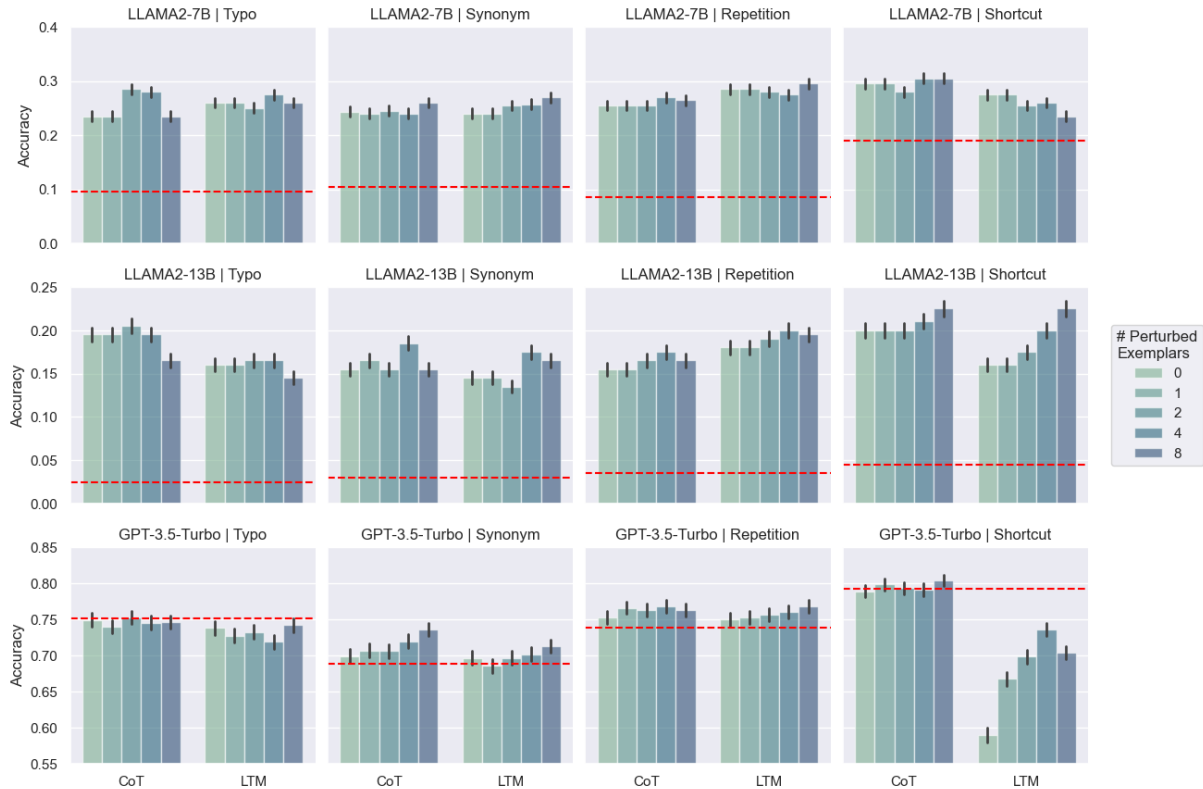 LLAMA2-7B | Typo
LLAMA2-7B | Synonym
LLAMA2-7B | Repetition
LLAMA2-7B | Shortcut
0.4
0.3
0.2
0.1
0.0
Accuracy
LLAMA2-13B | Typo
LLAMA2-13B | Synonym
LLAMA2-13B | Repetition
LLAMA2-13B | Shortcut
0.25
0.20
0.15
0.10
0.05
0.00
Accuracy
# Perturbed
Exemplars
0
1
2
4
8
GPT-3.5-Turbo | Typo
GPT-3.5-Turbo | Synonym
GPT-3.5-Turbo | Repetition
GPT-3.5-Turbo | Shortcut
0.85
0.80
0.75
0.70
0.65
0.60
0.55
Accuracy
CoT
LTM
CoT
LTM
CoT
LTM
CoT
LTM